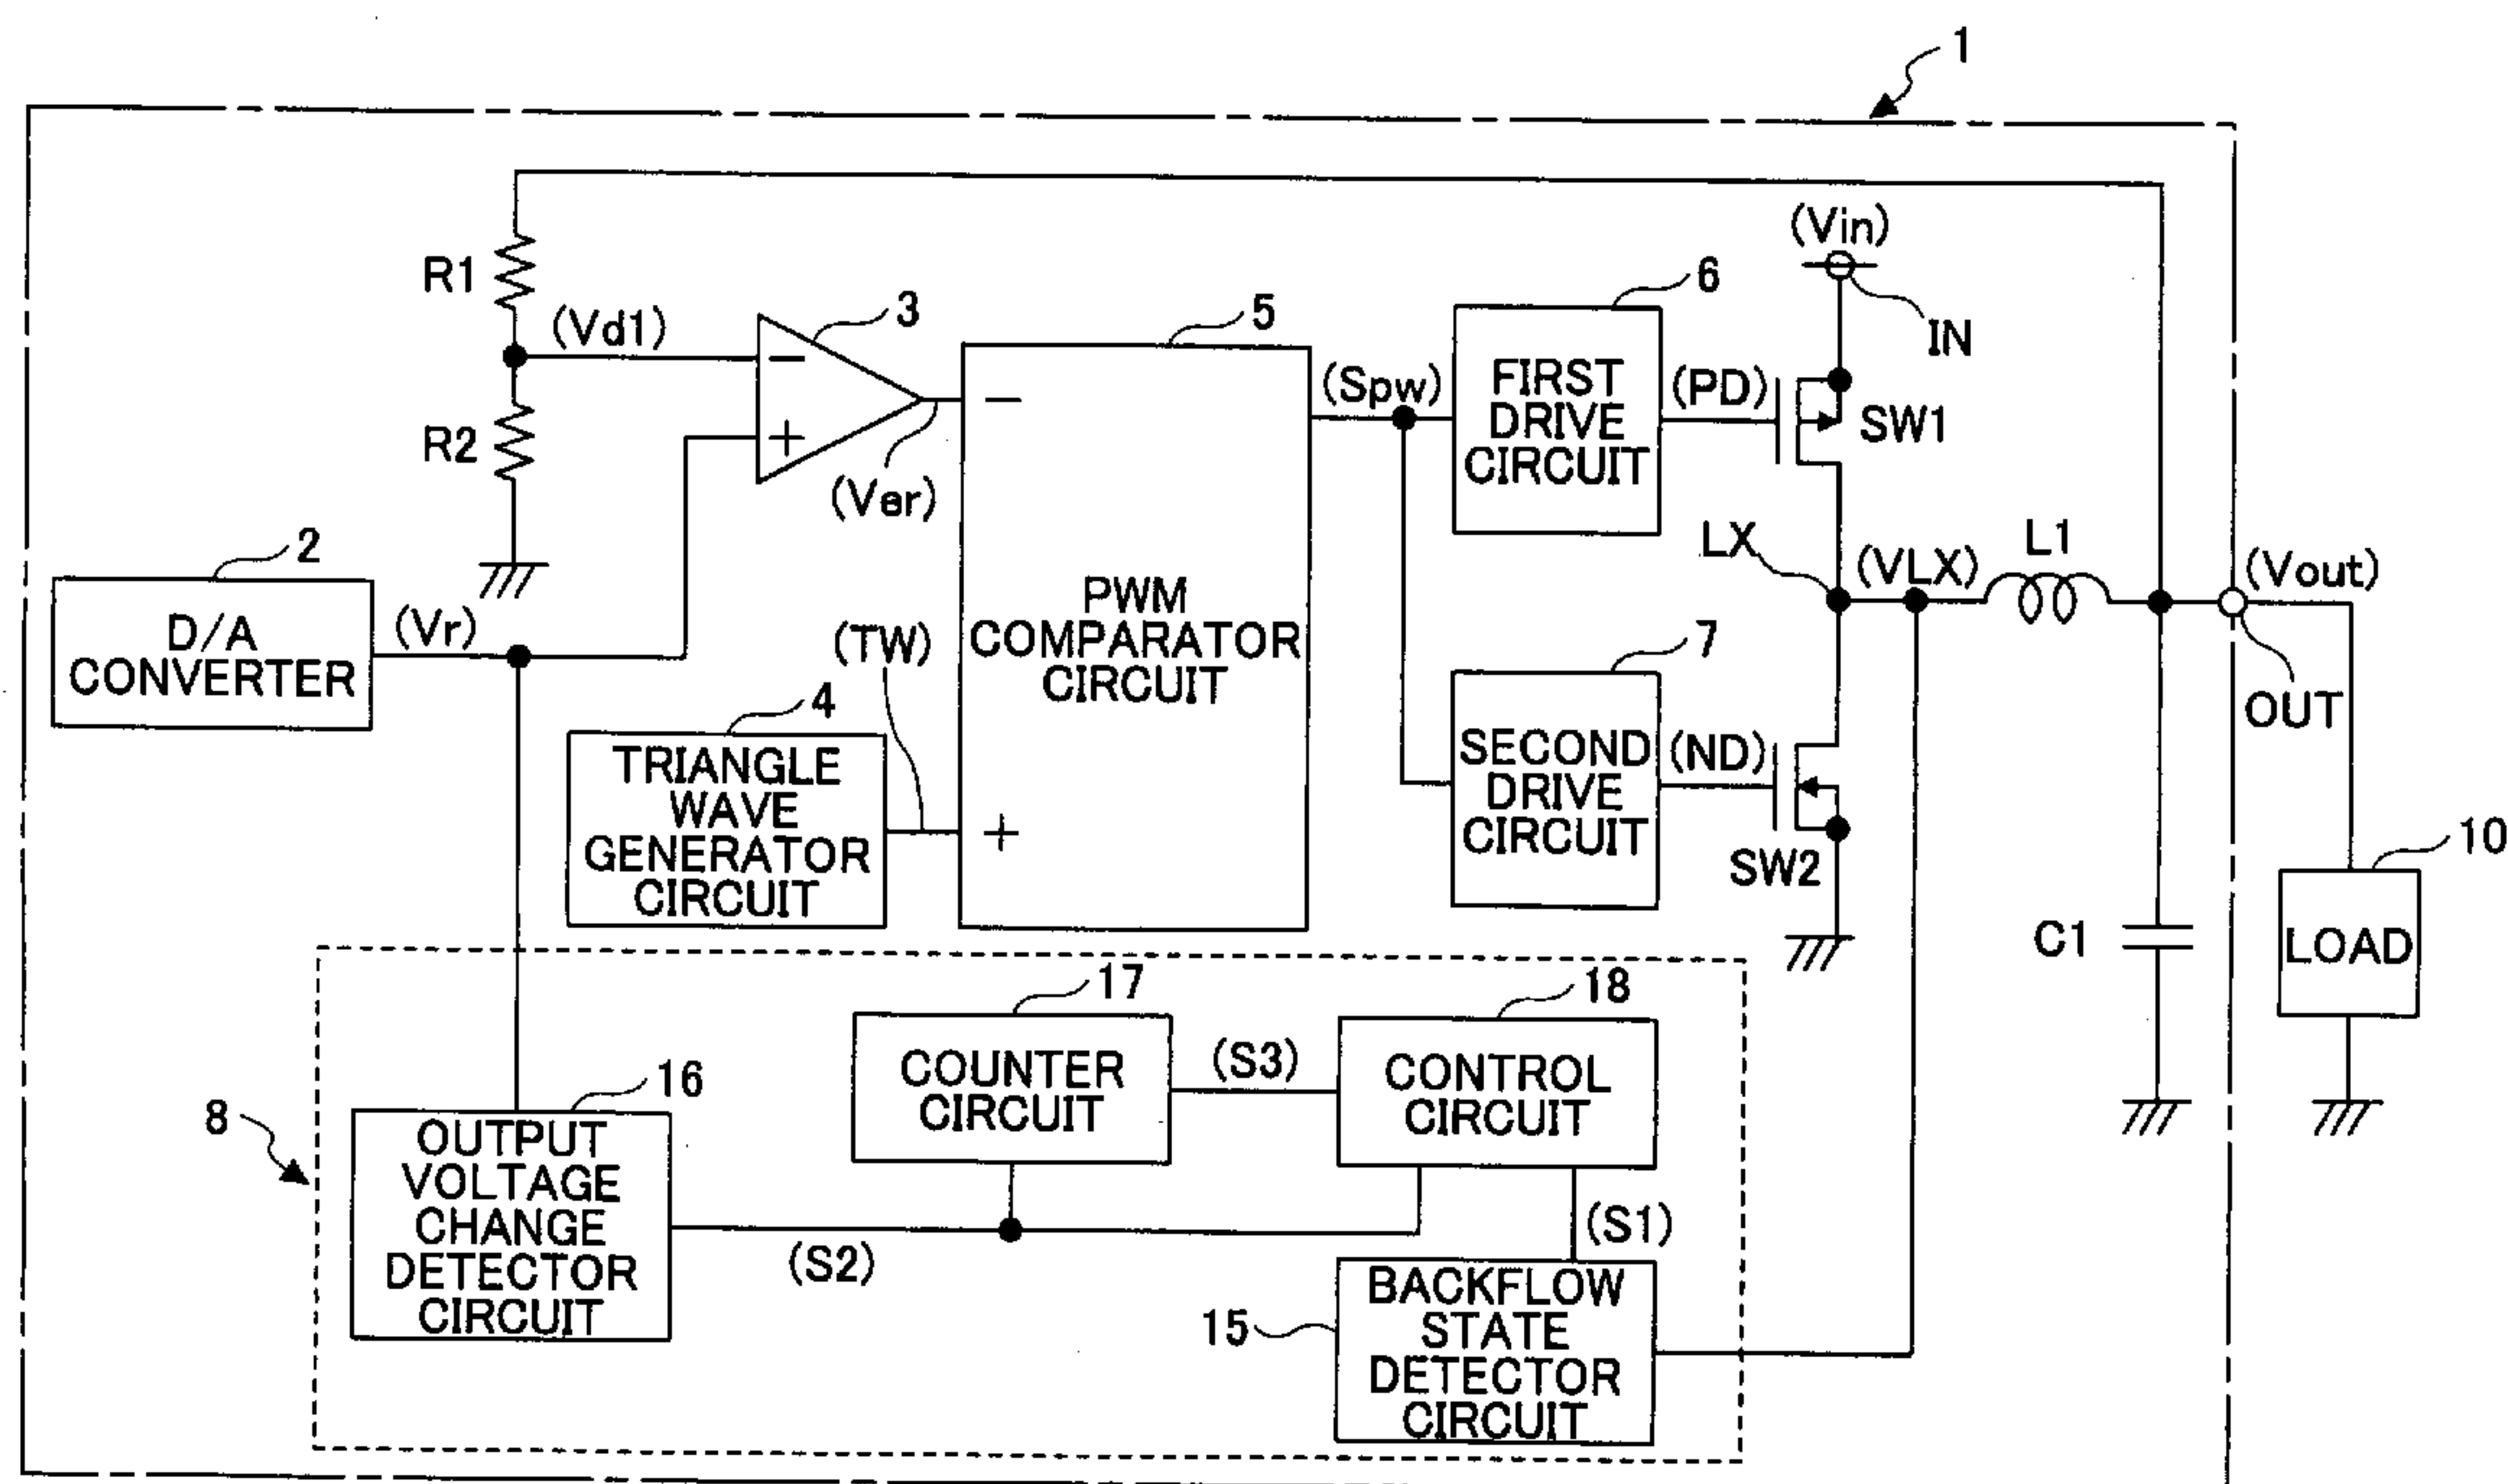 1
(Vin)
R1
(Vd1)
3
5
6
IN
−
+
−
(Spw)
FIRST
DRIVE
CIRCUIT
(PD)
SW1
R2
(Ver)
2
LX
(VLX)
L1
(Vout)
D/A
CONVERTER
(Vr)
(TW)
PWM
COMPARATOR
CIRCUIT
7
OUT
4
TRIANGLE
WAVE
GENERATOR
CIRCUIT
+
SECOND
DRIVE
CIRCUIT
(ND)
SW2
10
C1
LOAD
17
18
COUNTER
CIRCUIT
(S3)
CONTROL
CIRCUIT
8
16
OUTPUT
VOLTAGE
CHANGE
DETECTOR
CIRCUIT
(S2)
(S1)
15
BACKFLOW
STATE
DETECTOR
CIRCUIT